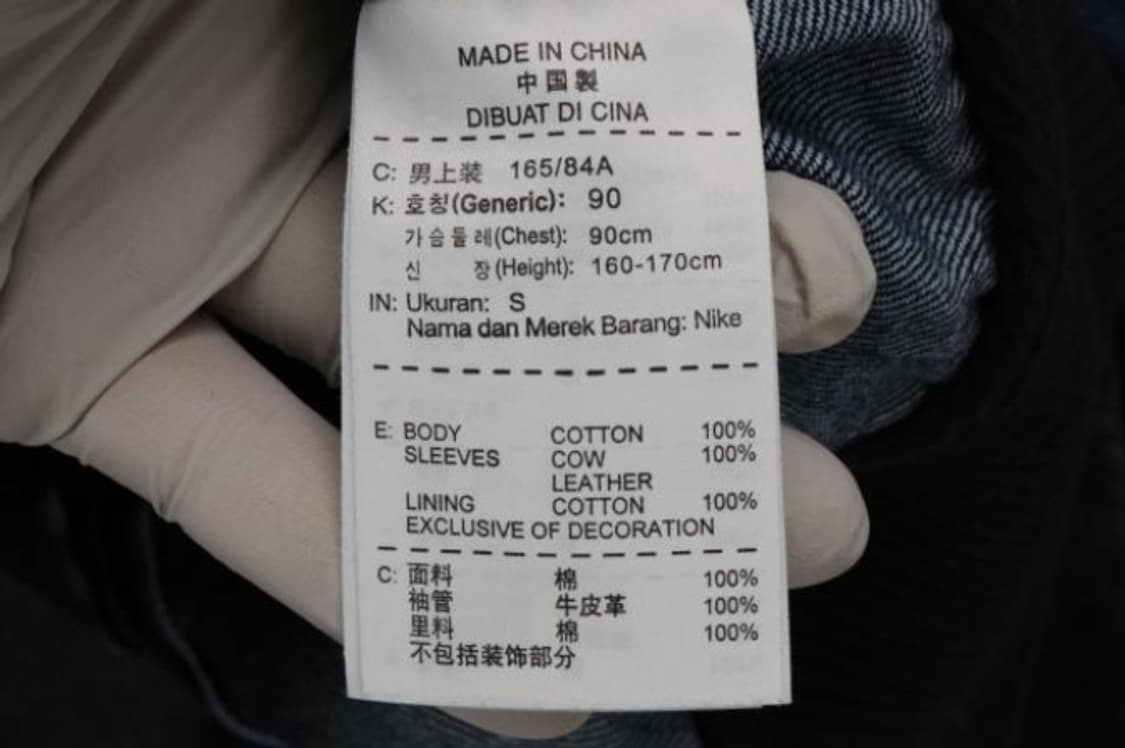 MADE IN CHINA
中国製
DIBUAT DI CINA
C: 男上装 165/84A
K: 호칭(Generic): 90
가슴둘레(Chest): 90cm
신 장(Height): 160-170cm
IN: Ukuran: S
Nama dan Merek Barang: Nike
E: BODY COTTON 100%
SLEEVES COW 100%
LEATHER
LINING COTTON 100%
EXCLUSIVE OF DECORATION
C: 面料 棉 100%
袖管 牛皮革 100%
里料 棉 100%
不包括装饰部分